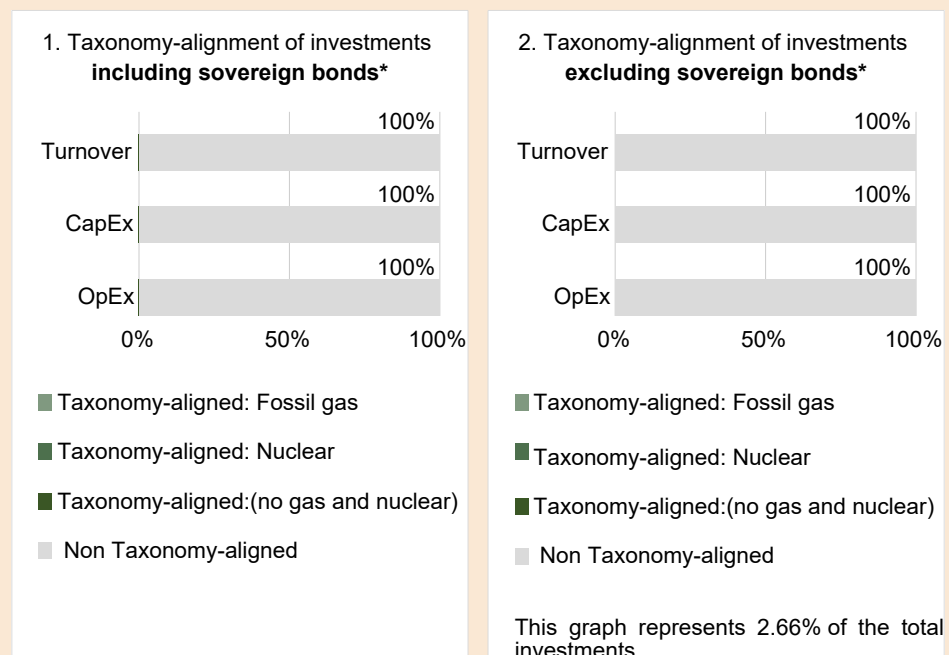 1. Taxonomy-alignment of investments
including sovereign bonds*
100%
Turnover
100%
CapEx
100%
OpEx
0% 50% 100%
Taxonomy-aligned: Fossil gas
Taxonomy-aligned: Nuclear
Taxonomy-aligned:(no gas and nuclear)
Non Taxonomy-aligned
2. Taxonomy-alignment of investments
excluding sovereign bonds*
100%
Turnover
100%
CapEx
100%
OpEx
0% 50% 100%
Taxonomy-aligned: Fossil gas
Taxonomy-aligned: Nuclear
Taxonomy-aligned:(no gas and nuclear)
Non Taxonomy-aligned
This graph represents 2.66% of the total
investments